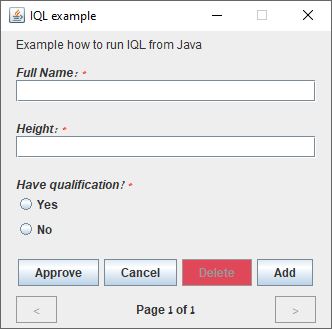 IQL example
Example how to run IQL from Java
Full Name: *
Height: *
Have qualification! *
Yes
No
Approve Cancel Delete Add
< Page 1 of 1 >